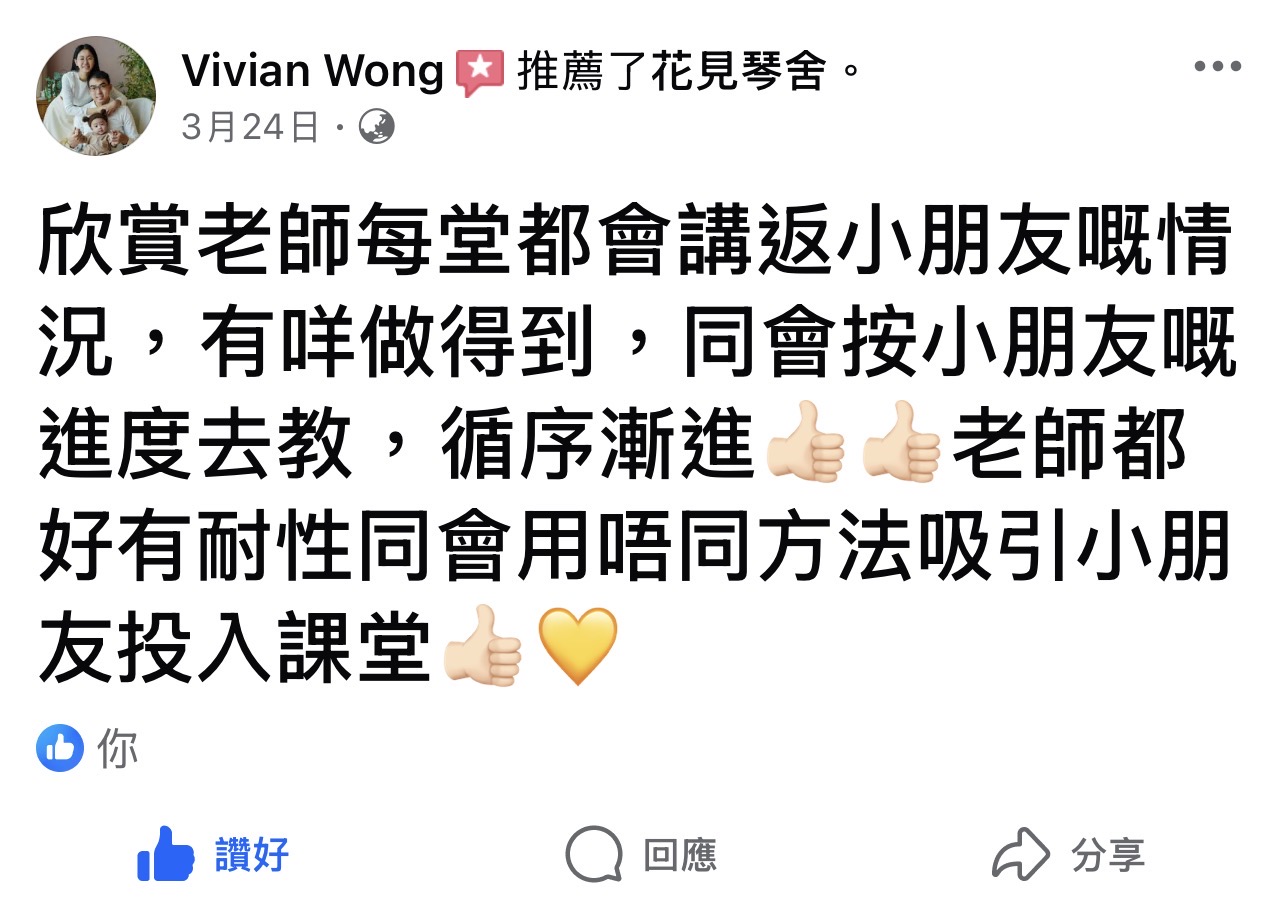 Vivian Wong 推薦了花見琴舍。
3月24日 ·
欣賞老師每堂都會講返小朋友嘅情
況，有咩做得到，同會按小朋友嘅
進度去教，循序漸進👍🏻👍🏻老師都
好有耐性同會用唔同方法吸引小朋
友投入課堂👍🏻💛
你
讚好
回應
分享